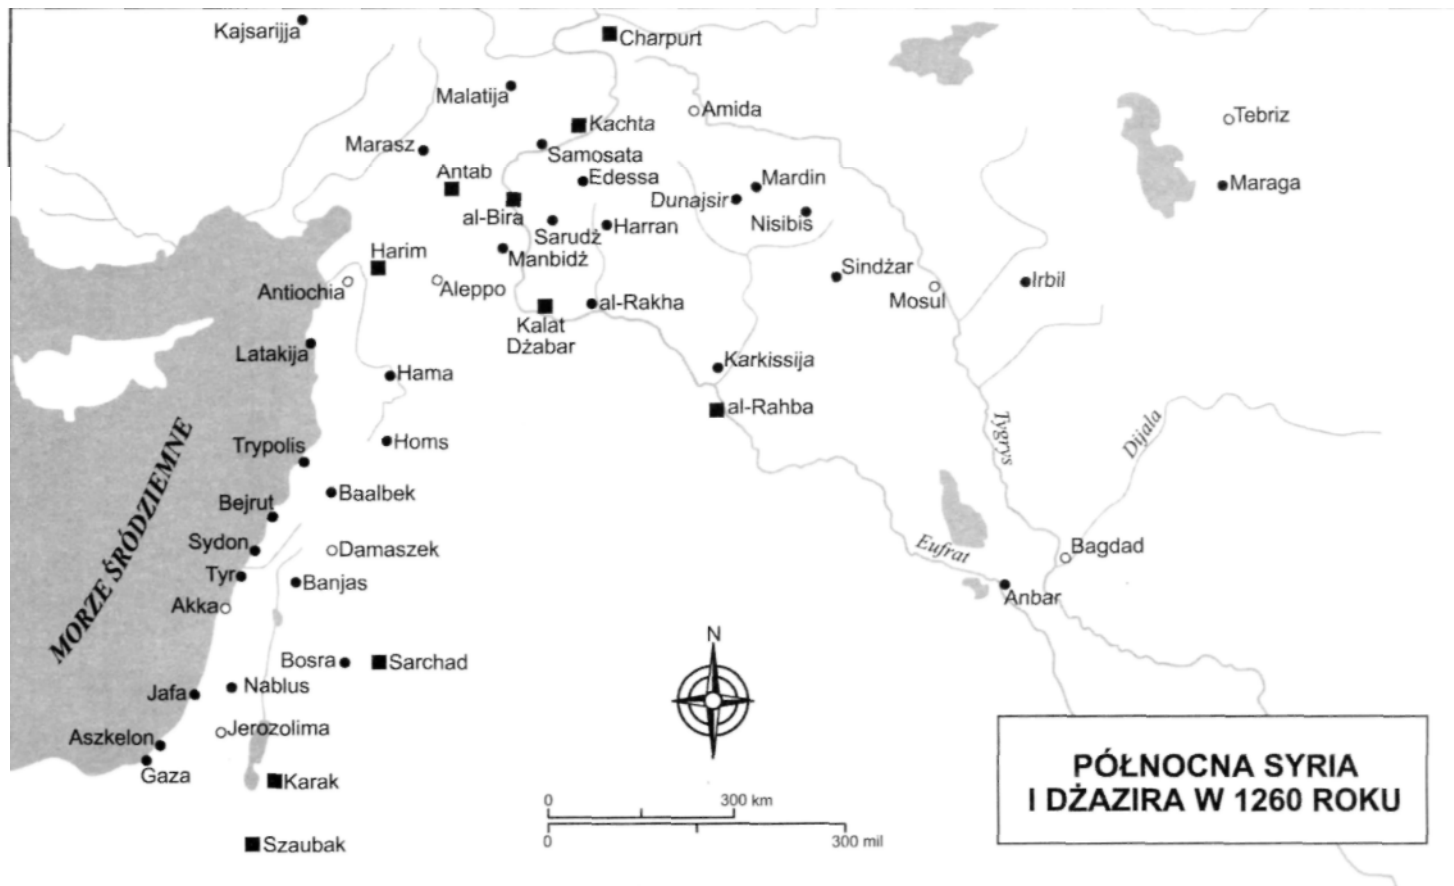 Kajsarijja
Charpurt
Malatija
Amida
Tebriz
Kachta
Marasz
Samosata
Antab
Edessa
Mardin
Maraga
Dunajsir
al-Bira
Nisibis
Sarudż
Harran
Harim
Manbidż
Sindżar
Antiochia
Aleppo
Irbil
Mosul
al-Rakha
Kalat
Dżabar
Latakija
Karkissija
Hama
al-Rahba
Tygrys
Dijala
Trypolis
Homs
MORZE ŚRÓDZIEMNE
Baalbek
Bejrut
Sydon
Damaszek
Eufrat
Bagdad
Tyr
Banjas
Anbar
Akka
N
Bosra
Sarchad
Jafa
Nablus
Jerozolima
Aszkelon
Gaza
Karak
PÓŁNOCNA SYRIA
I DŻAZIRA W 1260 ROKU
0 300 km
0 300 mil
Szaubak